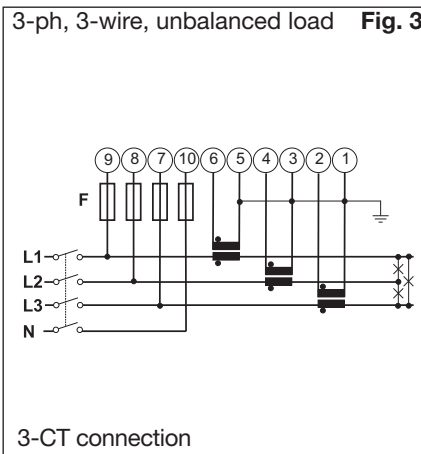 3-ph, 3-wire, unbalanced load Fig. 3
9 8 7 10 6 5 4 3 2 1
F
L1
L2
L3
N
3-CT connection